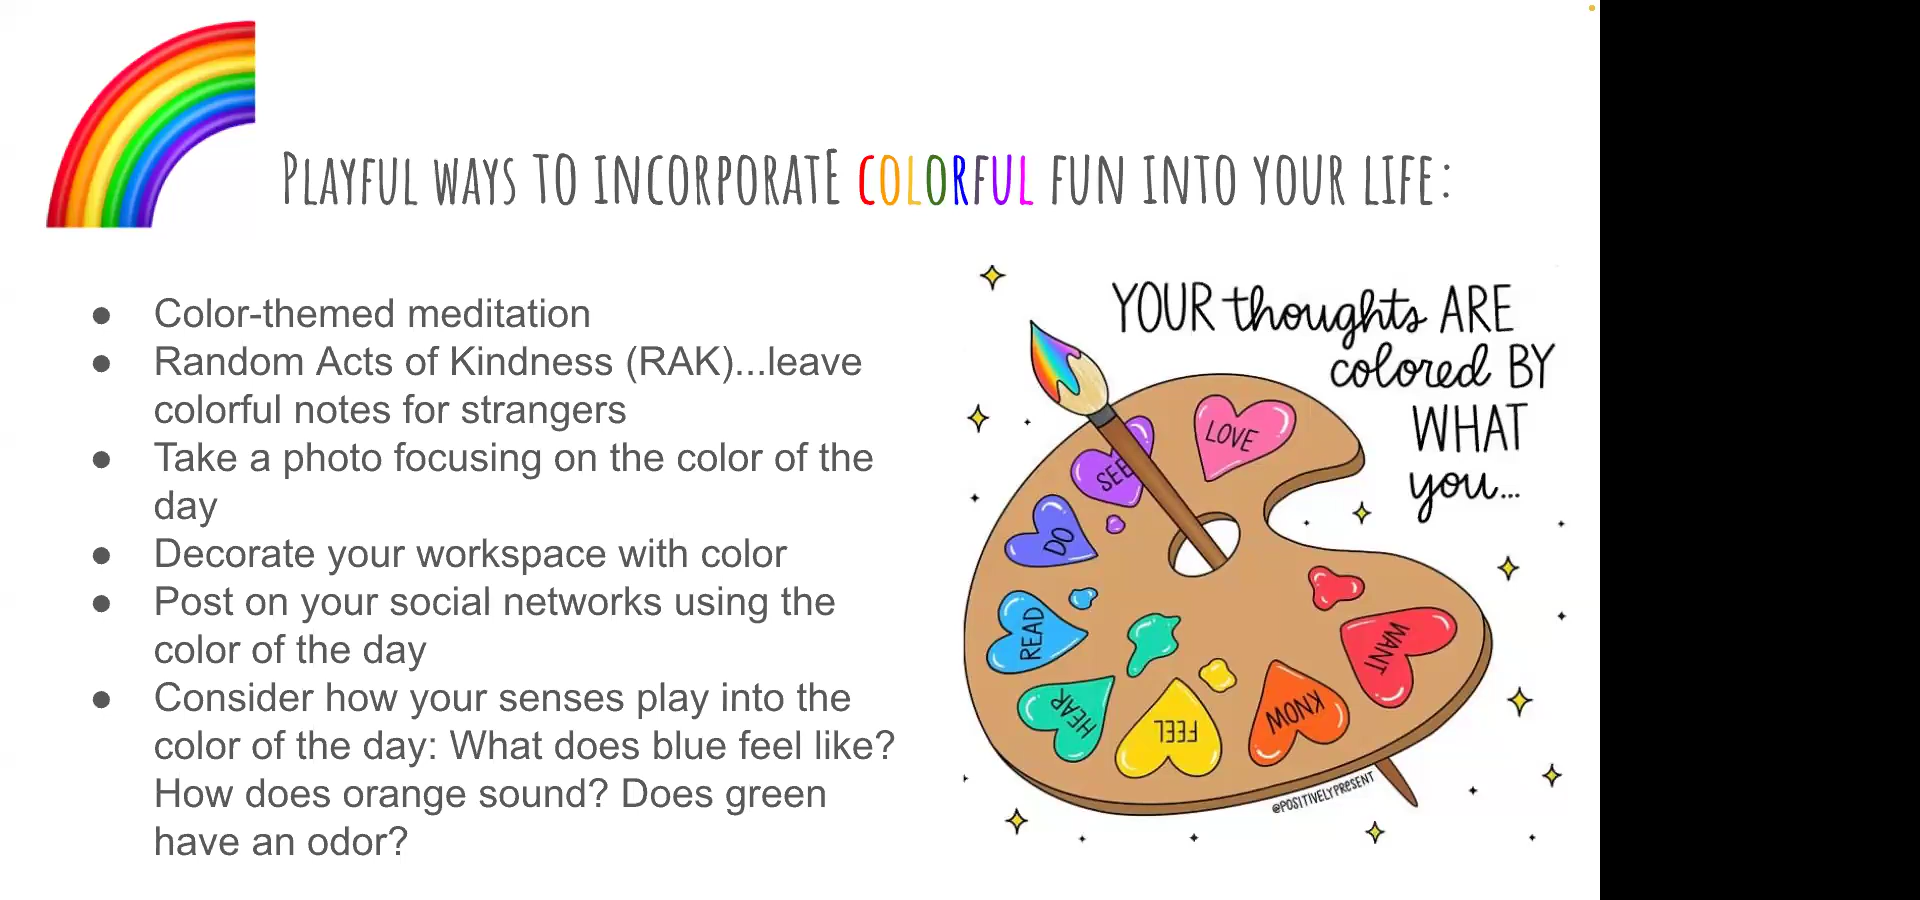 PLAYFUL WAYS TO INCORPORATE COLORFUL FUN INTO YOUR LIFE:
● Color-themed meditation
● Random Acts of Kindness (RAK)...leave
colorful notes for strangers
● Take a photo focusing on the color of the
day
● Decorate your workspace with color
● Post on your social networks using the
color of the day
● Consider how your senses play into the
color of the day: What does blue feel like?
How does orange sound? Does green
have an odor?
YOUR thoughts ARE
colored BY
WHAT
you...
LOVE
SEE
DO
READ
HEAR
FEEL
KNOW
WANT
@POSITIVELYPRESENT